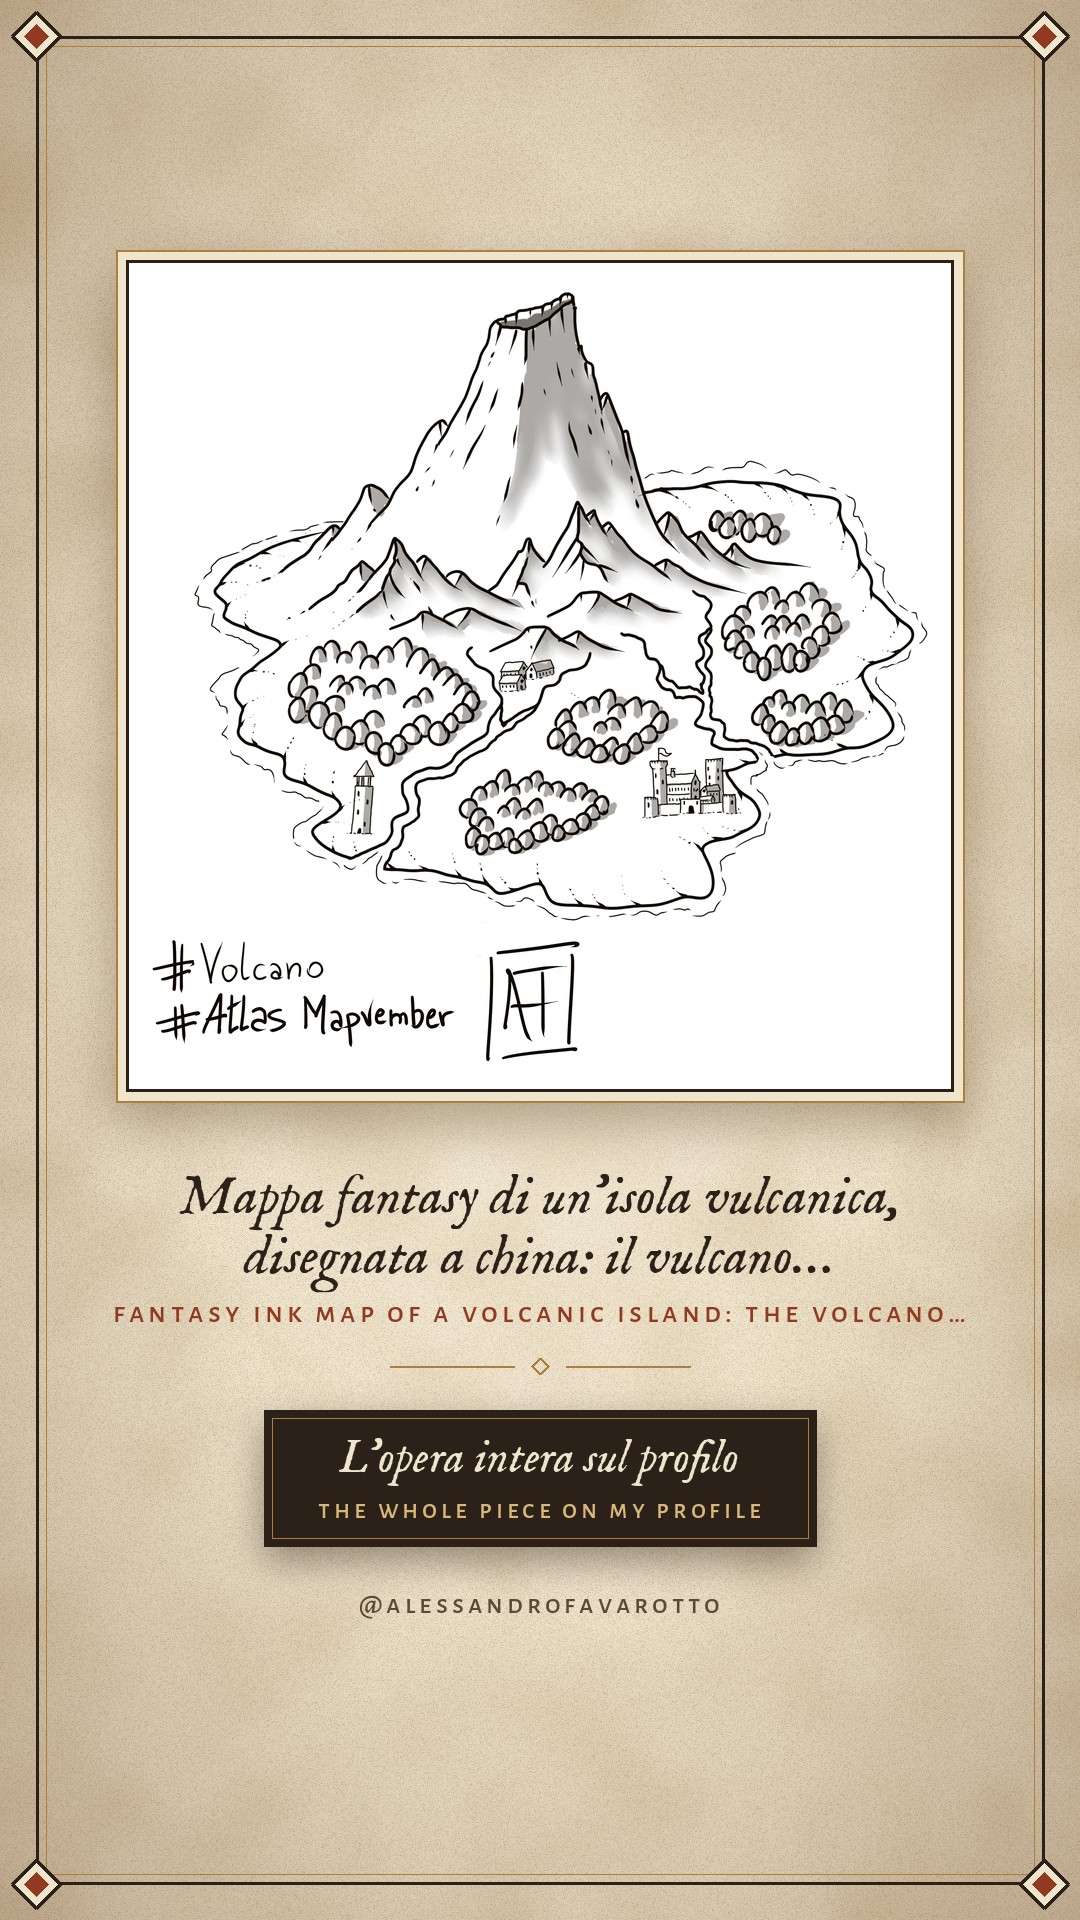 #Volcano
#Atlas Mapvember
AF
Mappa fantasy di un’isola vulcanica,
disegnata a china: il vulcano…
FANTASY INK MAP OF A VOLCANIC ISLAND: THE VOLCANO…
L’opera intera sul profilo
THE WHOLE PIECE ON MY PROFILE
@ALESSANDROFAVAROTTO